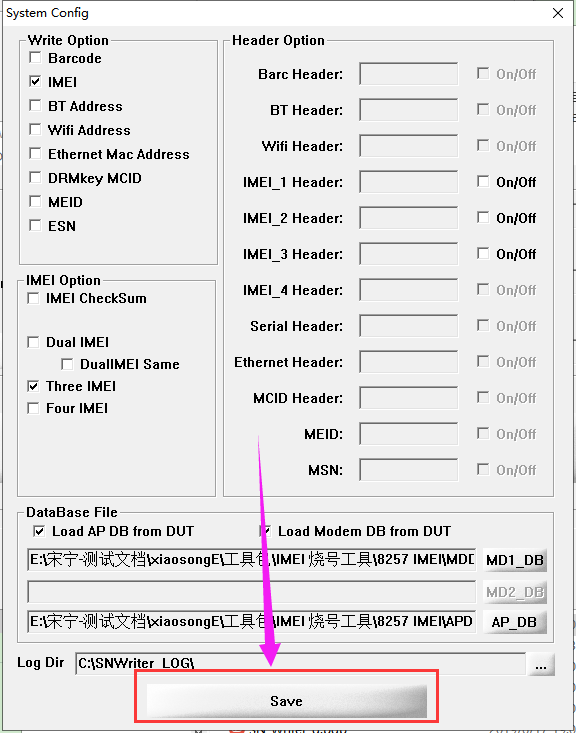 System Config
Write Option
Barcode
IMEI
BT Address
Wifi Address
Ethernet Mac Address
DRMkey MCID
MEID
ESN
IMEI Option
IMEI CheckSum
Dual IMEI
DualIMEI Same
Three IMEI
Four IMEI
Header Option
Barc Header: On/Off
BT Header: On/Off
Wifi Header: On/Off
IMEI_1 Header: On/Off
IMEI_2 Header: On/Off
IMEI_3 Header: On/Off
IMEI_4 Header: On/Off
Serial Header: On/Off
Ethernet Header: On/Off
MCID Header: On/Off
MEID: On/Off
MSN: On/Off
DataBase File
Load AP DB from DUT Load Modem DB from DUT
E:\宋宁-测试文档\xiaosongE\工具包\IMEI 烧号工具\8257 IMEI\MDD MD1_DB
MD2_DB
E:\宋宁-测试文档\xiaosongE\工具包\IMEI 烧号工具\8257 IMEI\APD AP_DB
Log Dir C:\SNWriter_LOG\ ...
Save